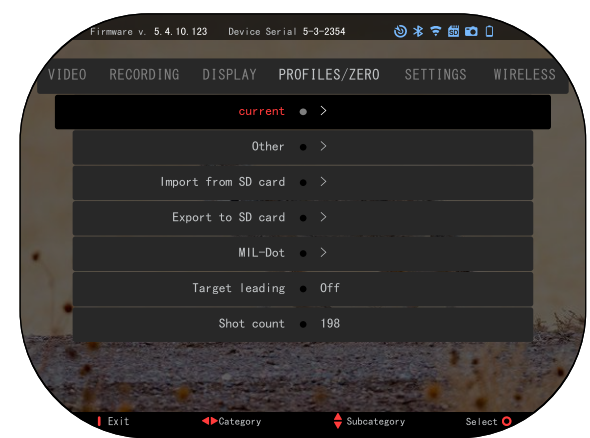 Firmware v. 5.4.10.123 Device Serial 5-3-2354 SD
VIDEO RECORDING DISPLAY PROFILES/ZERO SETTINGS WIRELESS
current >
Other >
Import from SD card >
Export to SD card >
MIL-Dot >
Target leading Off
Shot count 198
Exit Category Subcategory Select